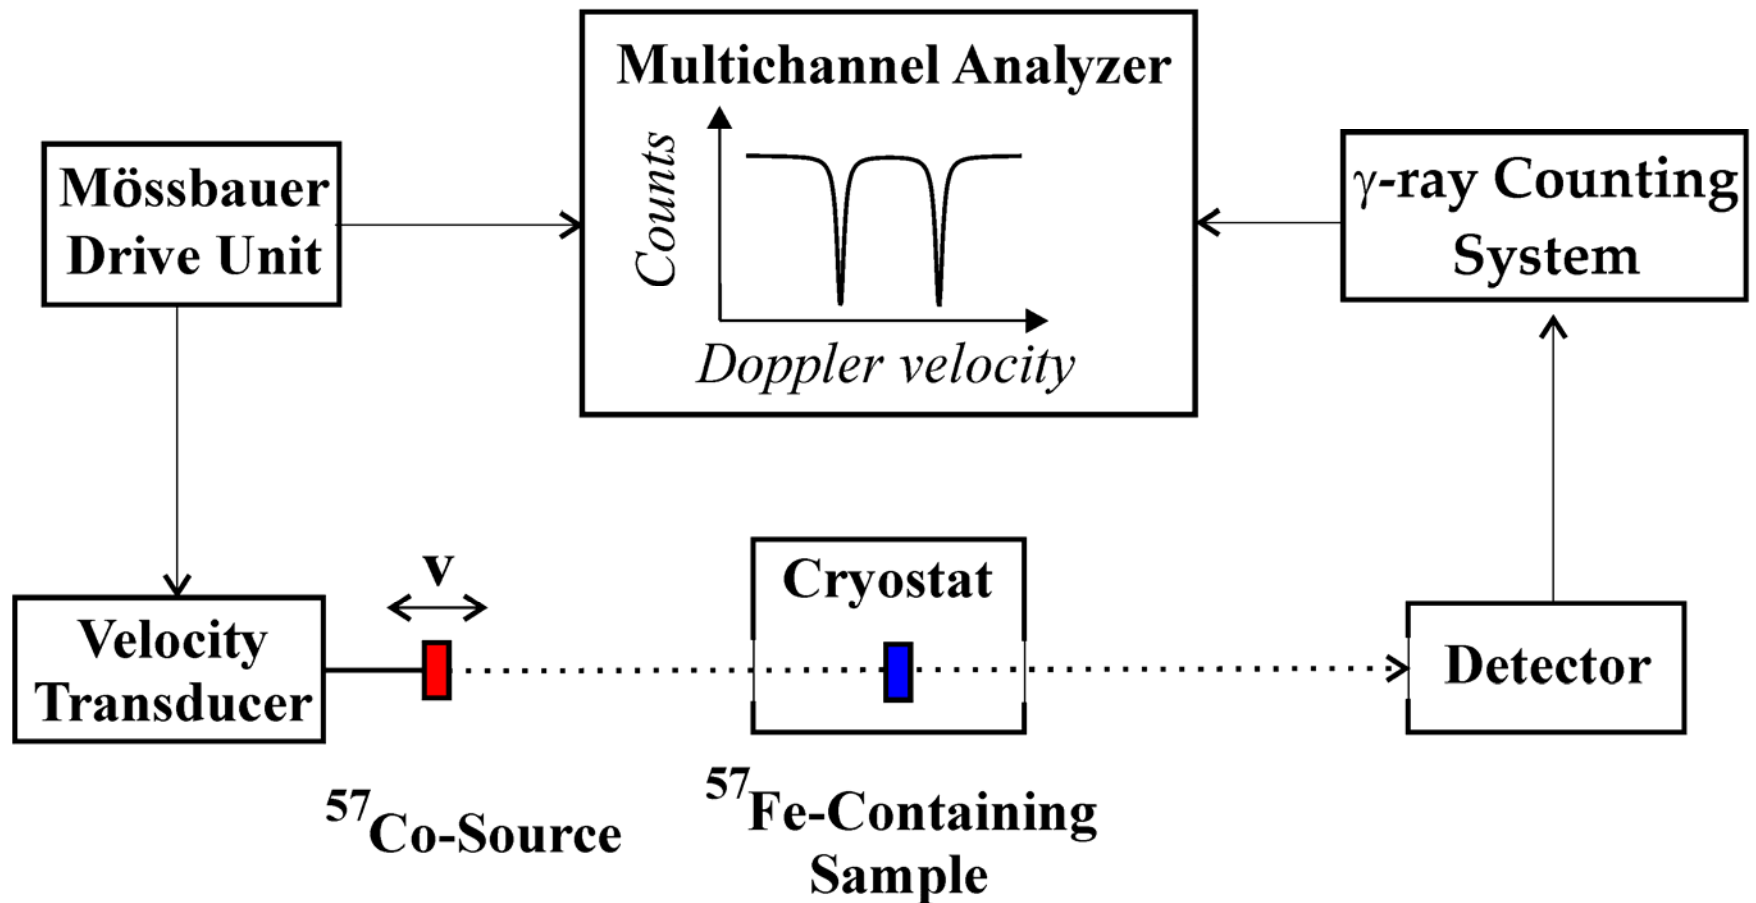 Multichannel Analyzer
Counts
Doppler velocity
Mössbauer
Drive Unit
γ-ray Counting
System
Velocity
Transducer
v
Cryostat
Detector
⁵⁷Co-Source
⁵⁷Fe-Containing
Sample